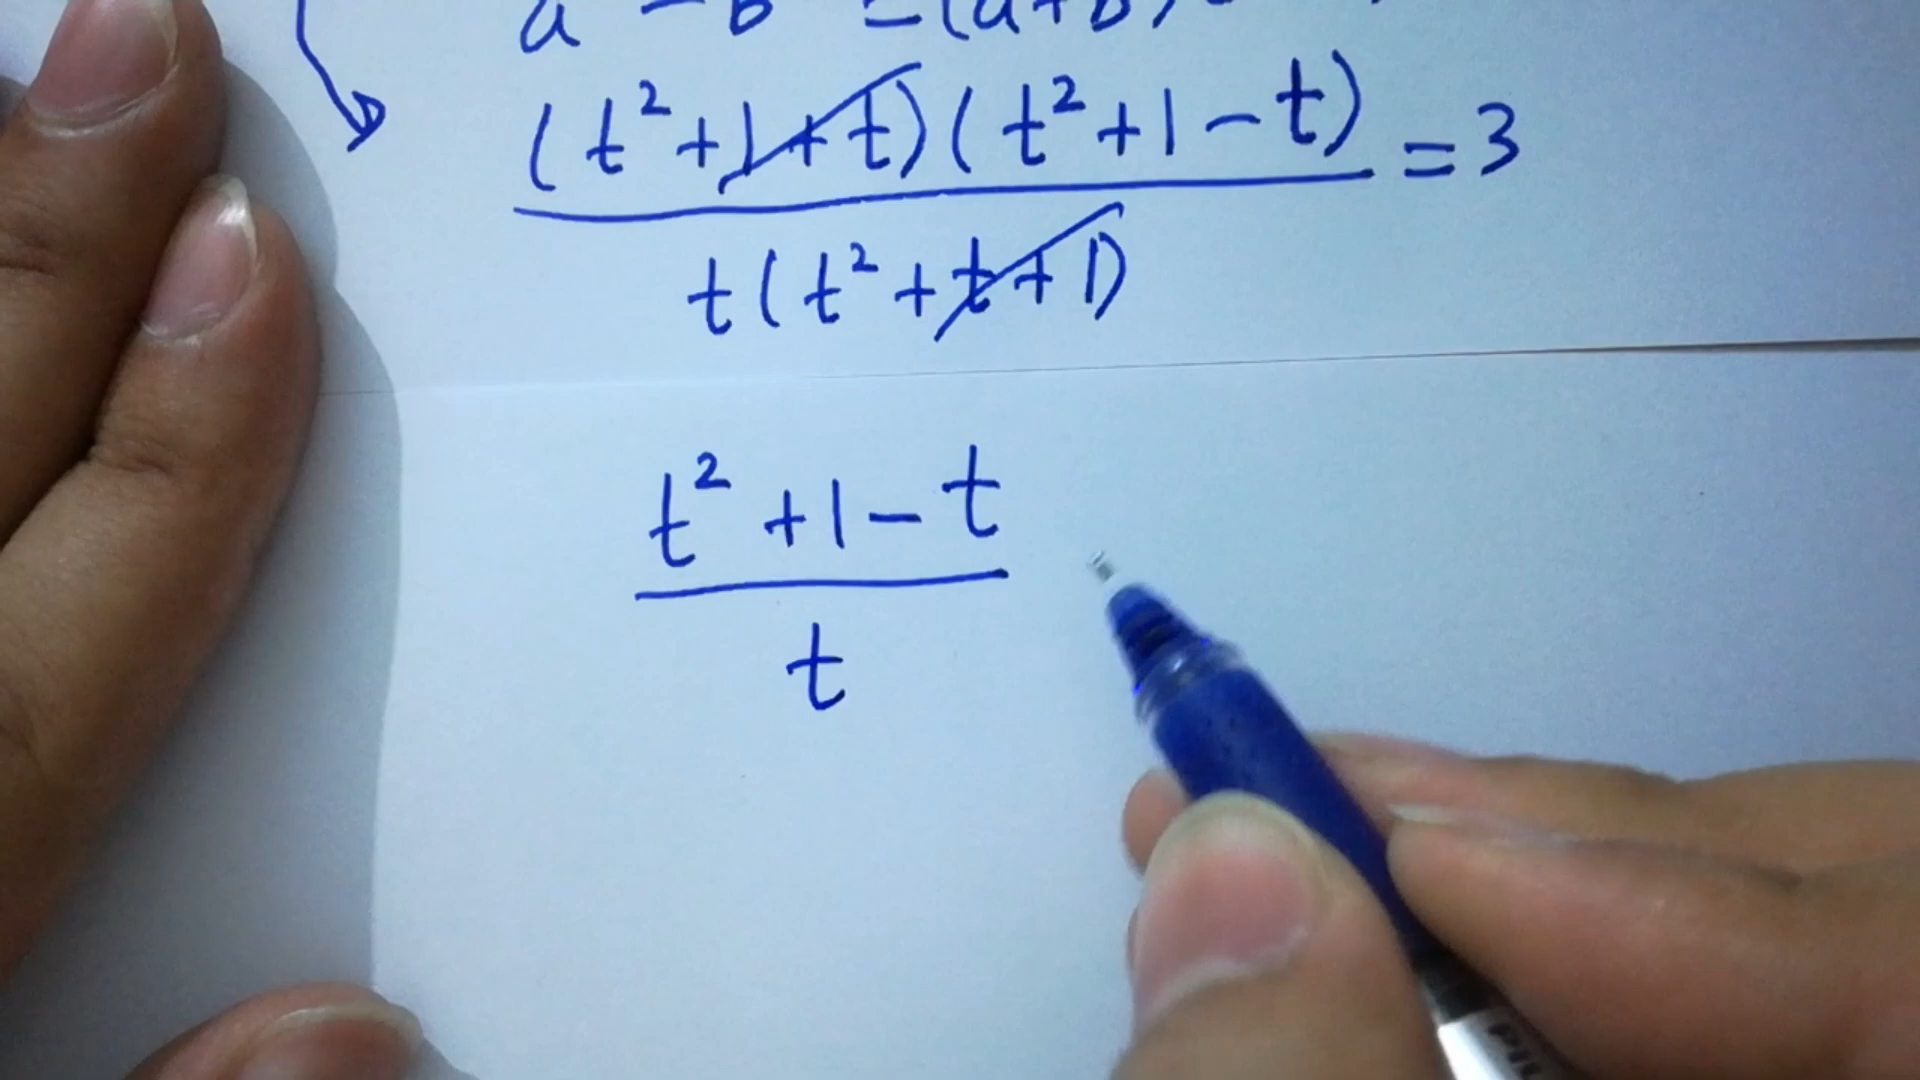 a - b = (a+b)
(t²+1+t)(t²+1-t) / t(t²+t+1) = 3
t²+1-t / t